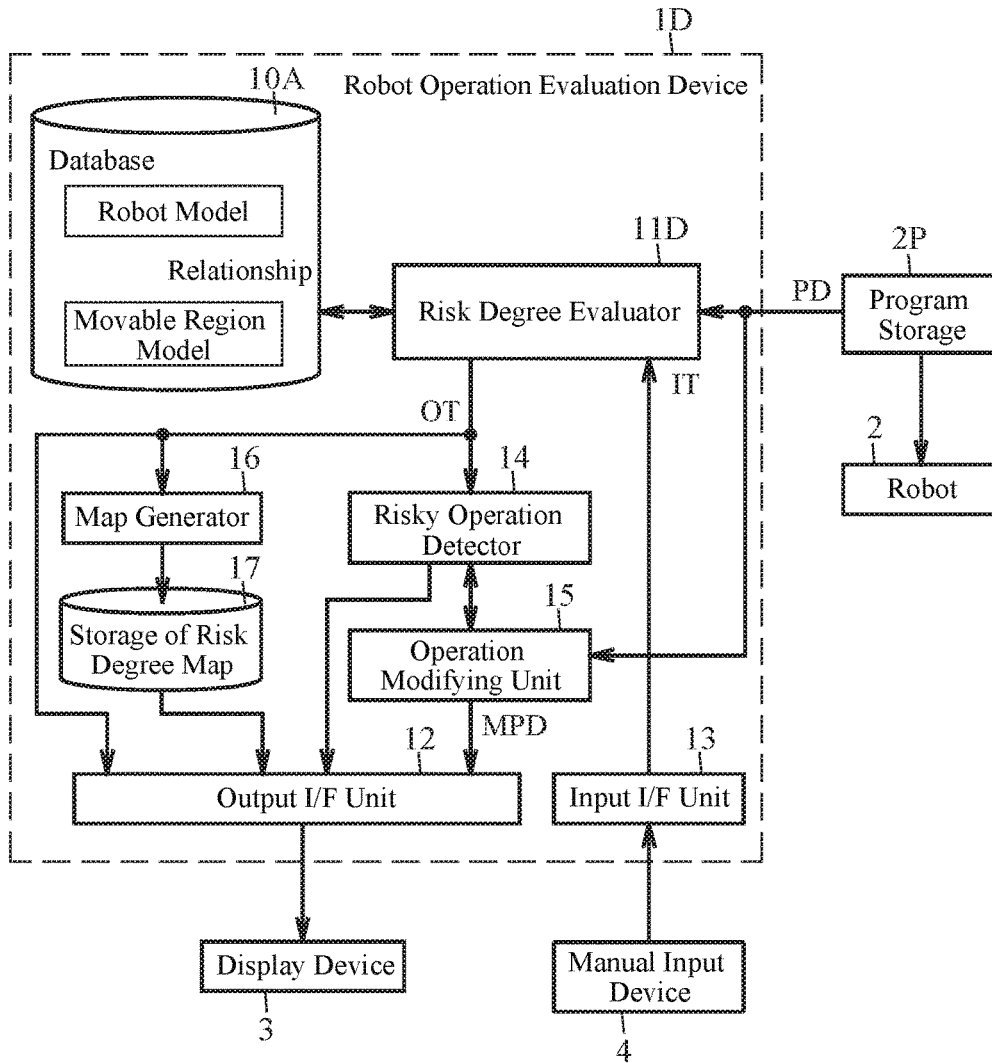 1D
10A
Robot Operation Evaluation Device
Database
Robot Model
Relationship
Movable Region
Model
11D
Risk Degree Evaluator
2P
PD
Program
Storage
OT
IT
16
Map Generator
14
Risky Operation
Detector
2
Robot
17
Storage of Risk
Degree Map
15
Operation
Modifying Unit
MPD
12
Output I/F Unit
13
Input I/F Unit
Display Device
3
Manual Input
Device
4